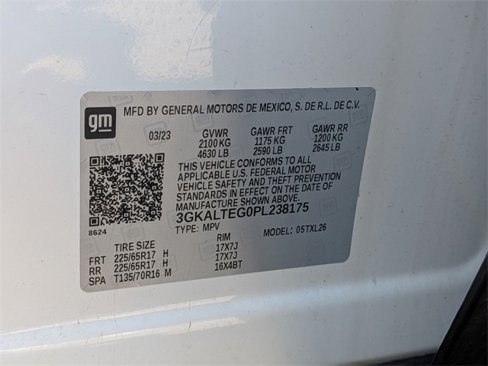 gm
MFD BY GENERAL MOTORS DE MEXICO, S. DE R.L. DE C.V.
03/23 GVWR GAWR FRT GAWR RR
2100 KG 1175 KG 1200 KG
4630 LB 2590 LB 2645 LB
THIS VEHICLE CONFORMS TO ALL
APPLICABLE U.S. FEDERAL MOTOR
VEHICLE SAFETY AND THEFT PREVENTION
STANDARDS IN EFFECT ON THE DATE OF
MANUFACTURE SHOWN ABOVE.
3GKALTEG0PL238175
8624 TYPE: MPV MODEL: 05TXL26
TIRE SIZE RIM
FRT 225/65R17 H 17X7J
RR 225/65R17 H 17X7J
SPA T135/70R16 M 16X4BT